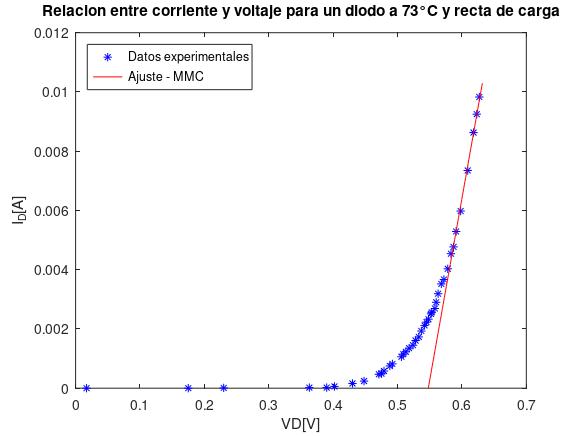 Relacion entre corriente y voltaje para un diodo a 73°C y recta de carga
0.012
Datos experimentales
Ajuste - MMC
0.01
0.008
0.006
0.004
0.002
0
I_D[A]
0 0.1 0.2 0.3 0.4 0.5 0.6 0.7
VD[V]